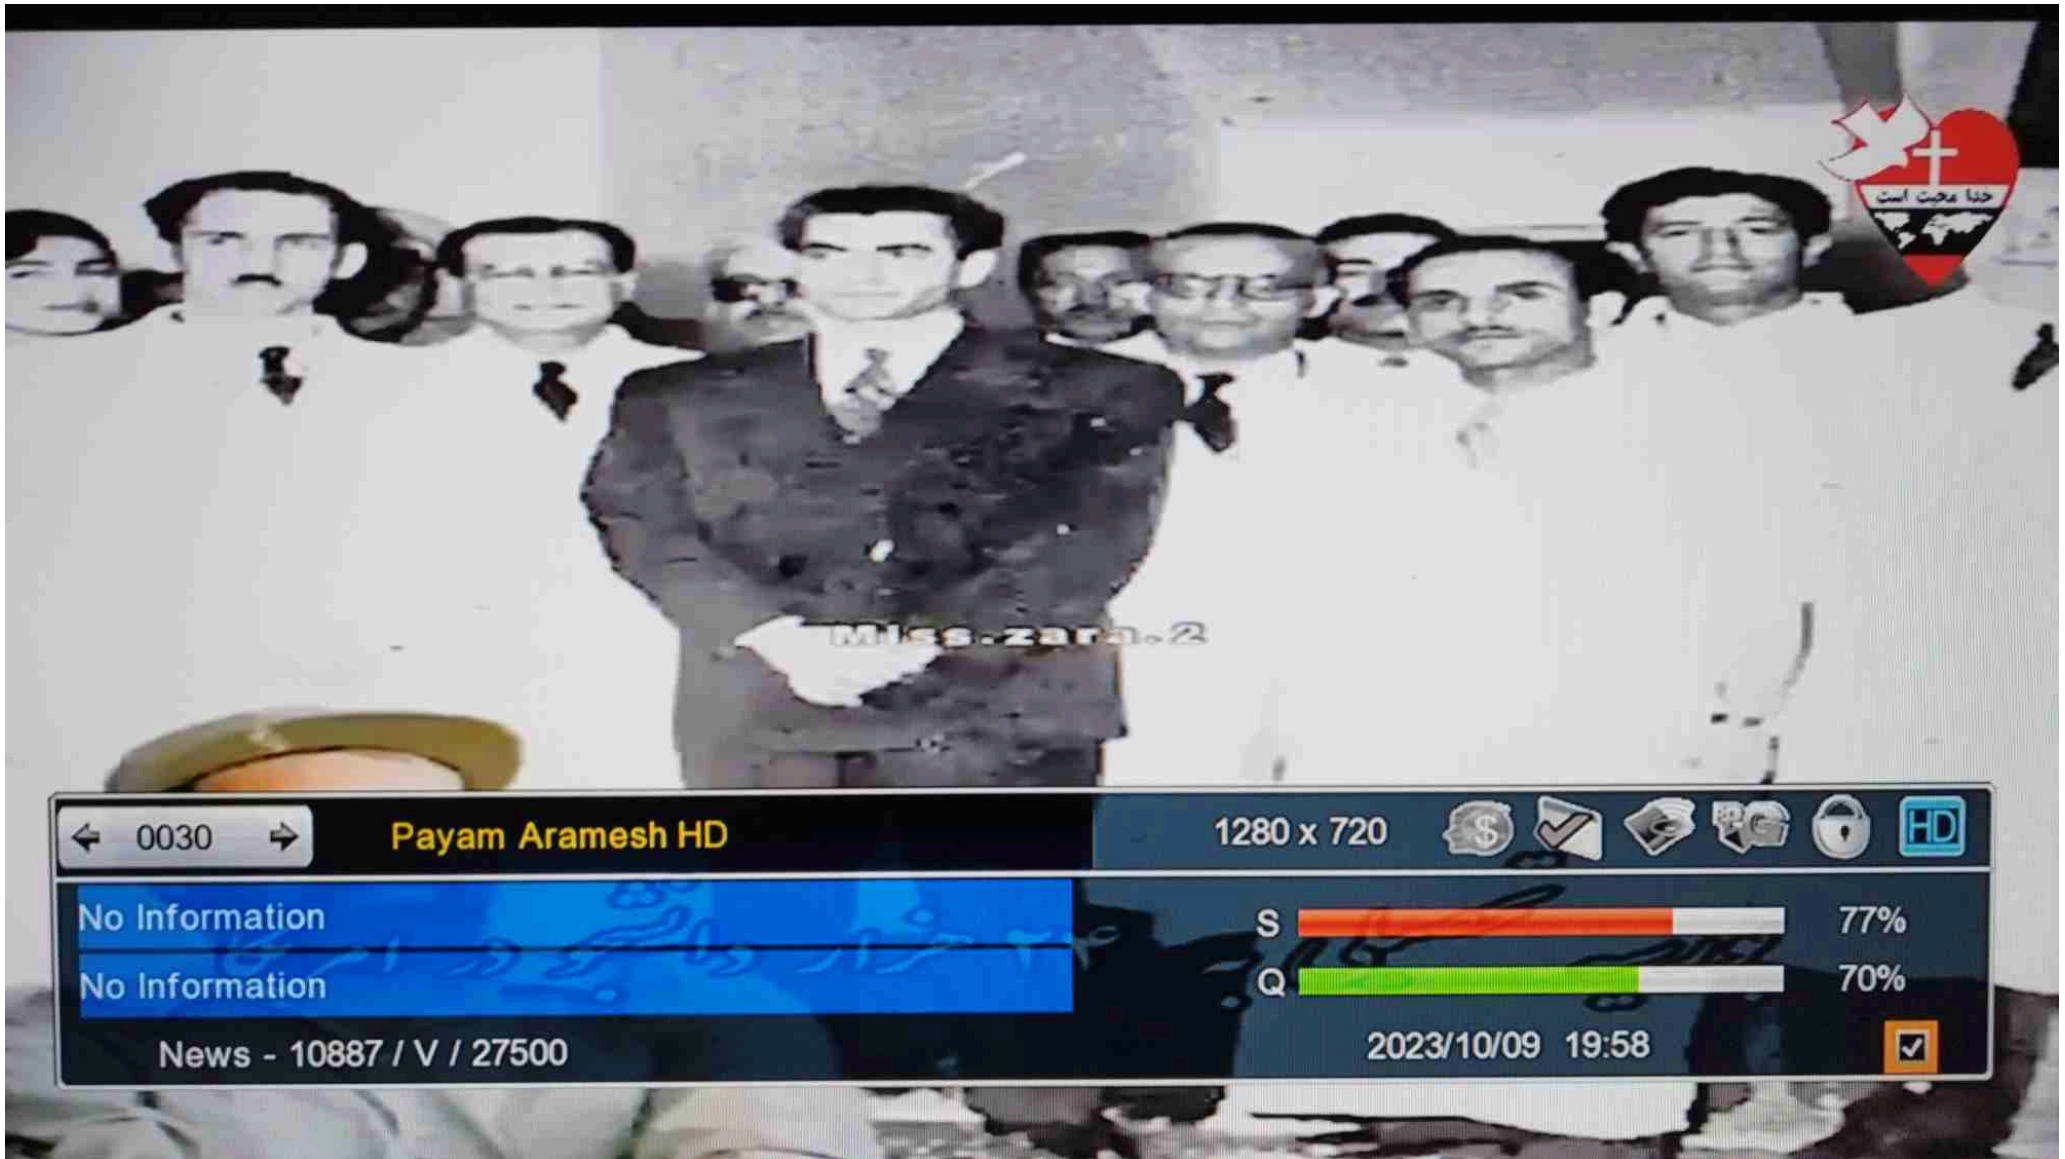 خدا محبت است
Miss.zara.2
0030
Payam Aramesh HD
1280 x 720
$
HD
No Information
S
77%
No Information
Q
70%
News - 10887 / V / 27500
2023/10/09 19:58